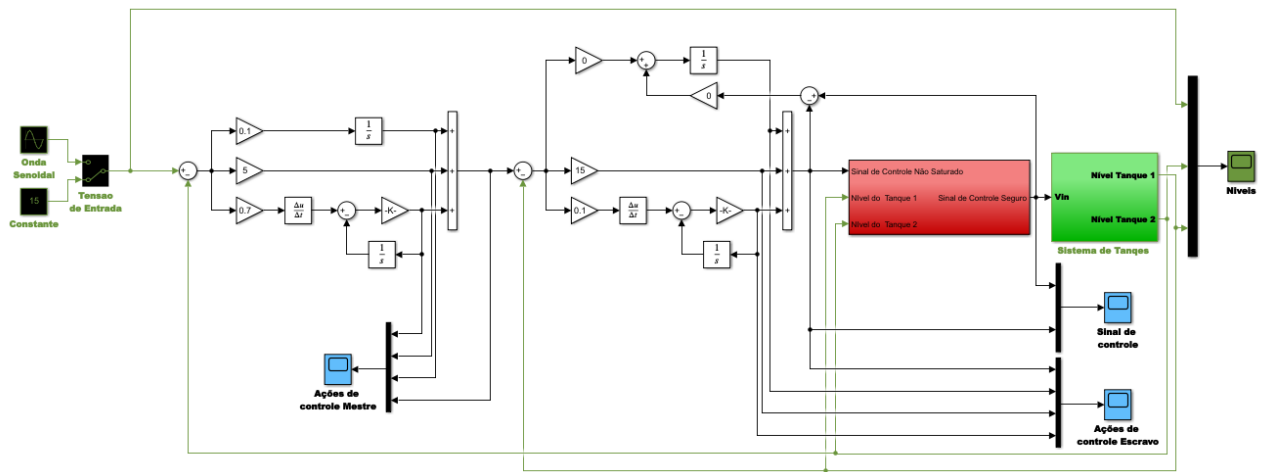 Onda
Senoidal
15
Constante
Tensao
de Entrada
+
-
0.1
1
s
5
0.7
Δu
Δt
+
-
-K-
1
s
+
+
+
Ações de
controle Mestre
+
-
0
+
+
1
s
0
-
+
15
0.1
Δu
Δt
+
-
-K-
1
s
+
+
+
Sinal de Controle Não Saturado
Nível do Tanque 1
Sinal de Controle Seguro
Nível do Tanque 2
Vin
Nível Tanque 1
Nível Tanque 2
Sistema de Tanqes
Niveis
Sinal de
controle
Ações de
controle Escravo